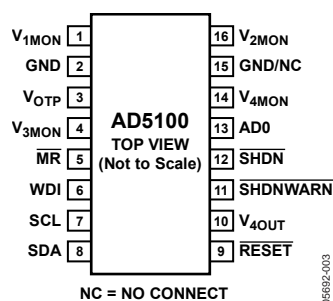 V1MON 1
GND 2
VOTP 3
V3MON 4
MR 5
WDI 6
SCL 7
SDA 8
AD5100
TOP VIEW
(Not to Scale)
16 V2MON
15 GND/NC
14 V4MON
13 AD0
12 SHDN
11 SHDNWARN
10 V4OUT
9 RESET
NC = NO CONNECT
05692-003